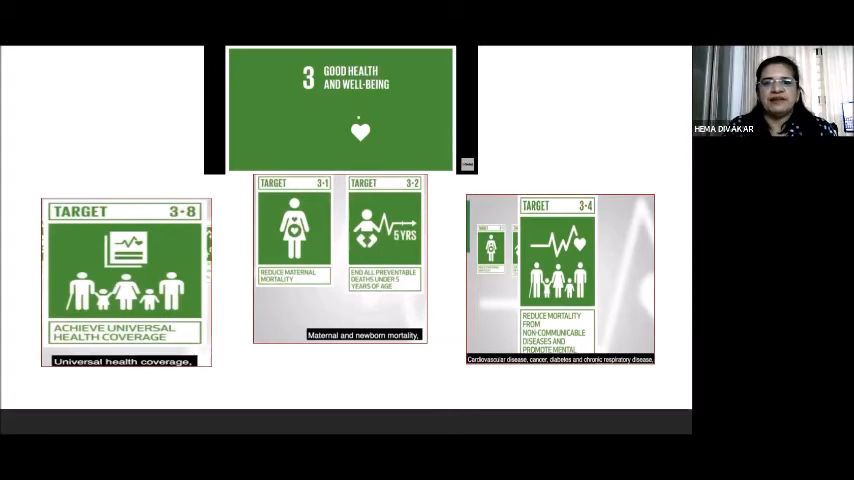 3 GOOD HEALTH
AND WELL-BEING
HEMA DIVAKAR
TARGET 3·8
ACHIEVE UNIVERSAL
HEALTH COVERAGE
Universal health coverage,
TARGET 3·1
REDUCE MATERNAL
MORTALITY
TARGET 3·2
5 YRS
END ALL PREVENTABLE
DEATHS UNDER 5
YEARS OF AGE
Maternal and newborn mortality,
TARGET 3·4
REDUCE MORTALITY
FROM
NON-COMMUNICABLE
DISEASES AND
PROMOTE MENTAL
Cardiovascular disease, cancer, diabetes and chronic respiratory disease,